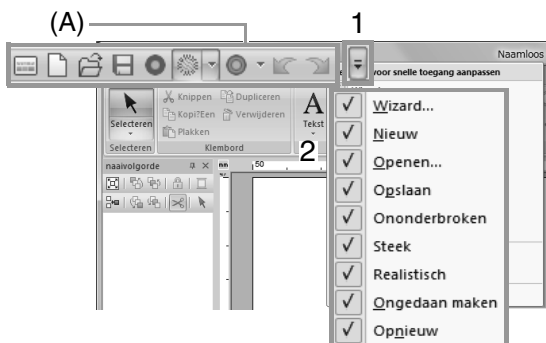 (A)
1
Naamloos
voor snelle toegang aanpassen
Knippen Dupliceren
Kopi?Een Verwijderen
Plakken
Selecteren
Tekst
Selecteren Klembord
2
naaivolgorde
mm 50
Wizard...
Nieuw
Openen...
Opslaan
Ononderbroken
Steek
Realistisch
Ongedaan maken
Opnieuw